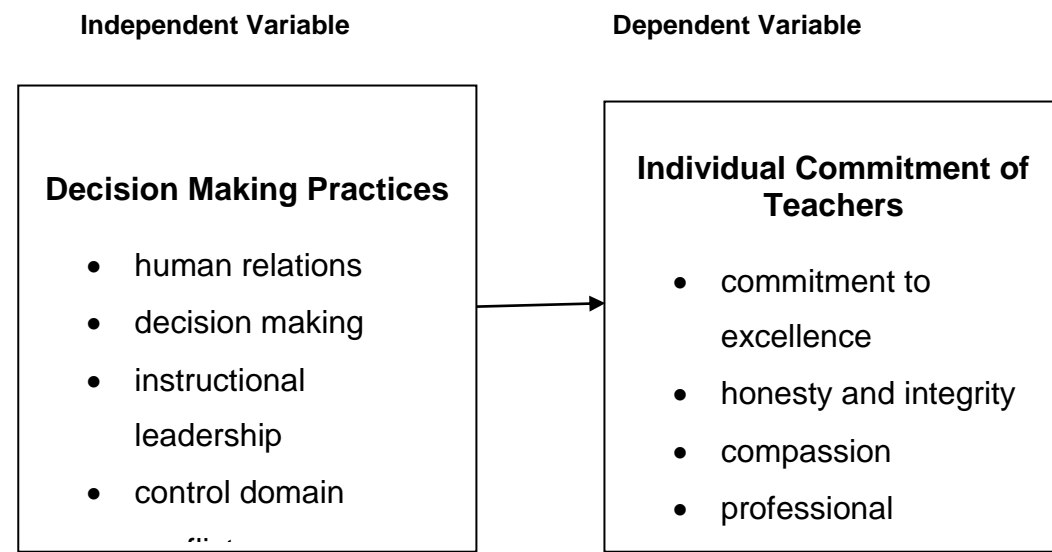 Independent Variable
Dependent Variable
Decision Making Practices
• human relations
• decision making
• instructional
leadership
• control domain
Individual Commitment of
Teachers
• commitment to
excellence
• honesty and integrity
• compassion
• professional